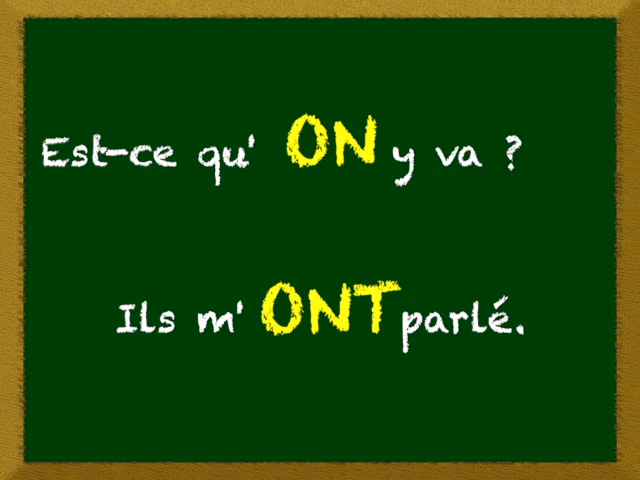 Est-ce qu' ON y va ?
Ils m' ONT parlé.